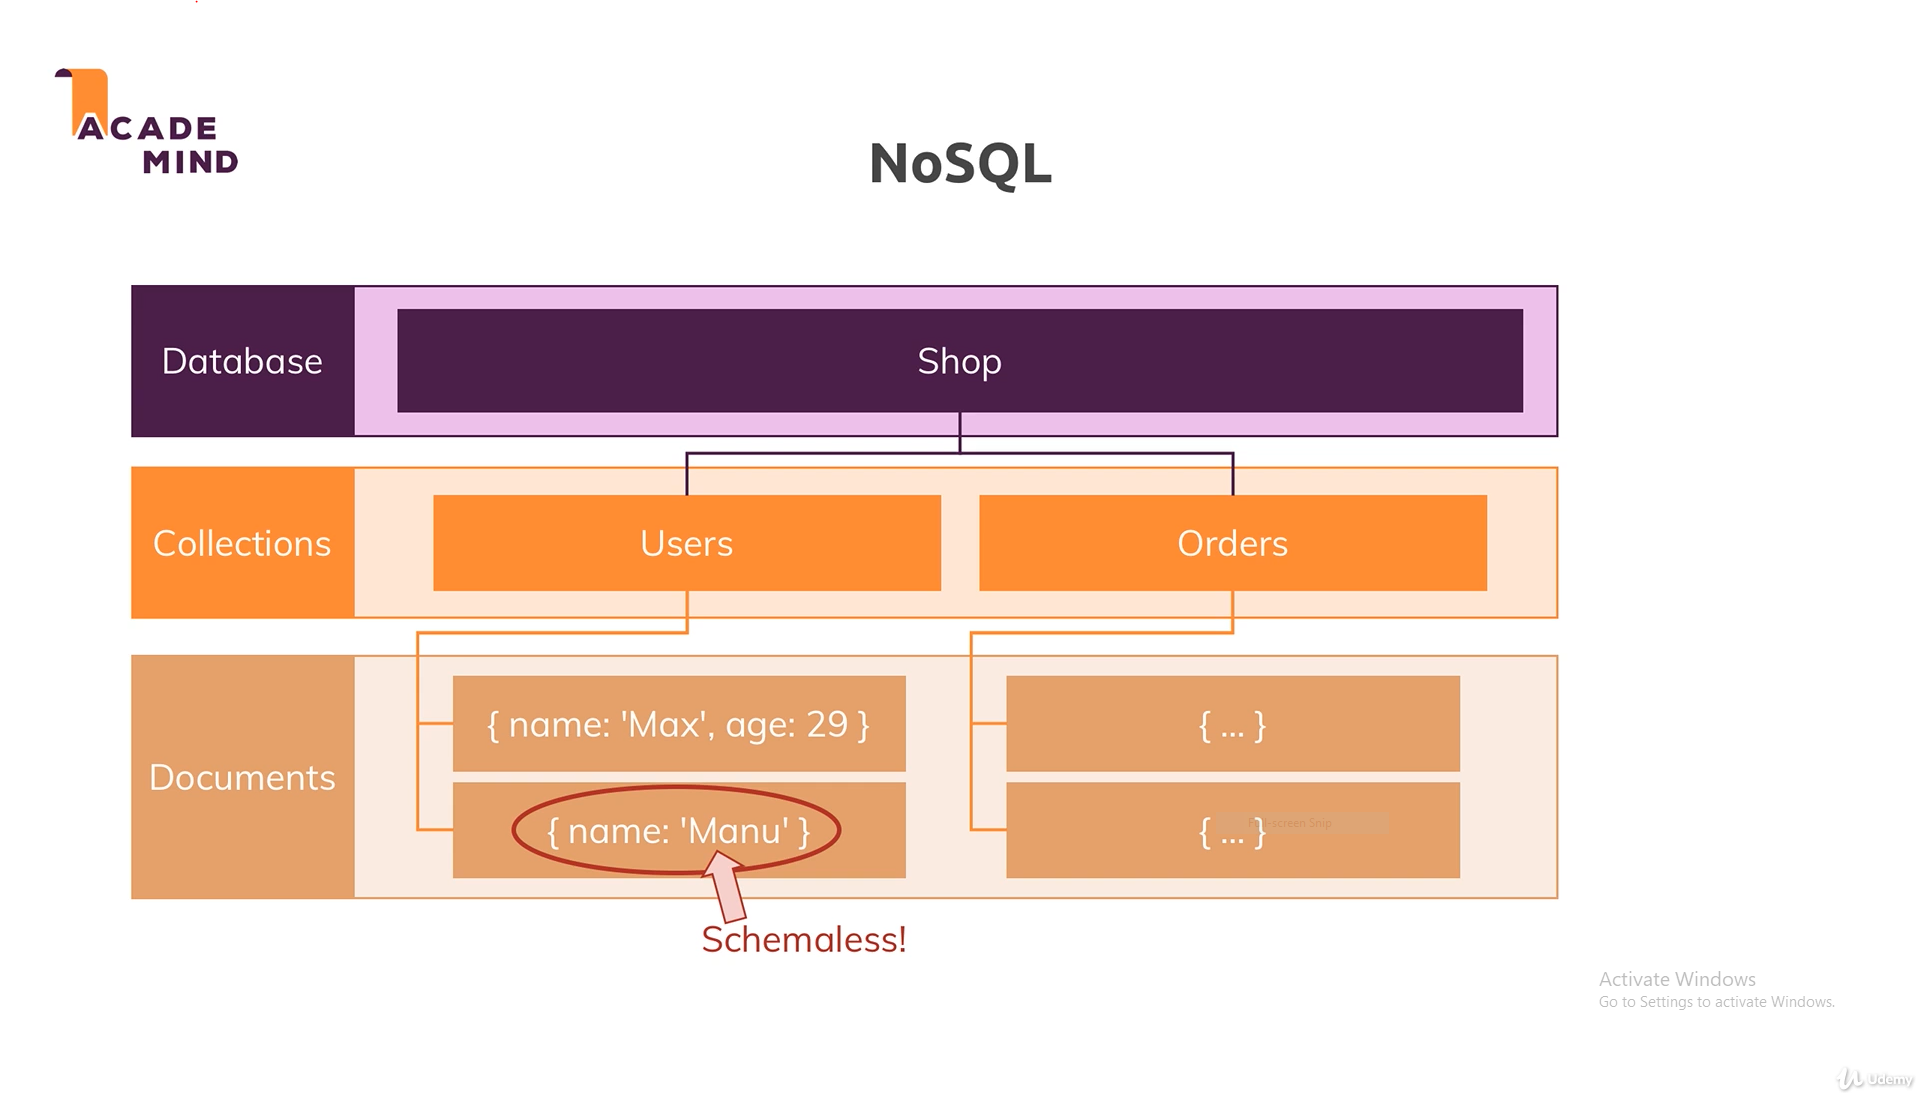 ACADE
MIND
NoSQL
Database
Shop
Collections
Users
Orders
Documents
{ name: 'Max', age: 29 }
{ ... }
{ name: 'Manu' }
{ ... }
Full-screen Snip
Schemaless!
Activate Windows
Go to Settings to activate Windows.
Udemy